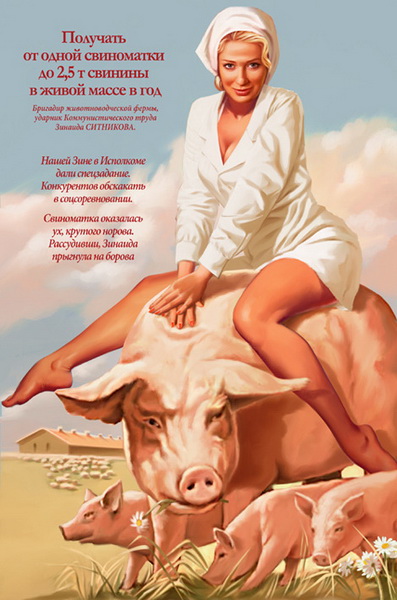 Получать
от одной свиноматки
до 2,5 т свинины
в живой массе в год
Бригадир животноводческой фермы,
ударник Коммунистического труда
Зинаида СИТНИКОВА.
Нашей Зине в Исполкоме
дали спецзадание.
Конкурентов обскакать
в соцсоревновании.
Свиноматка оказалась
ух, крутого норова.
Рассудивши, Зинаида
прыгнула на борова